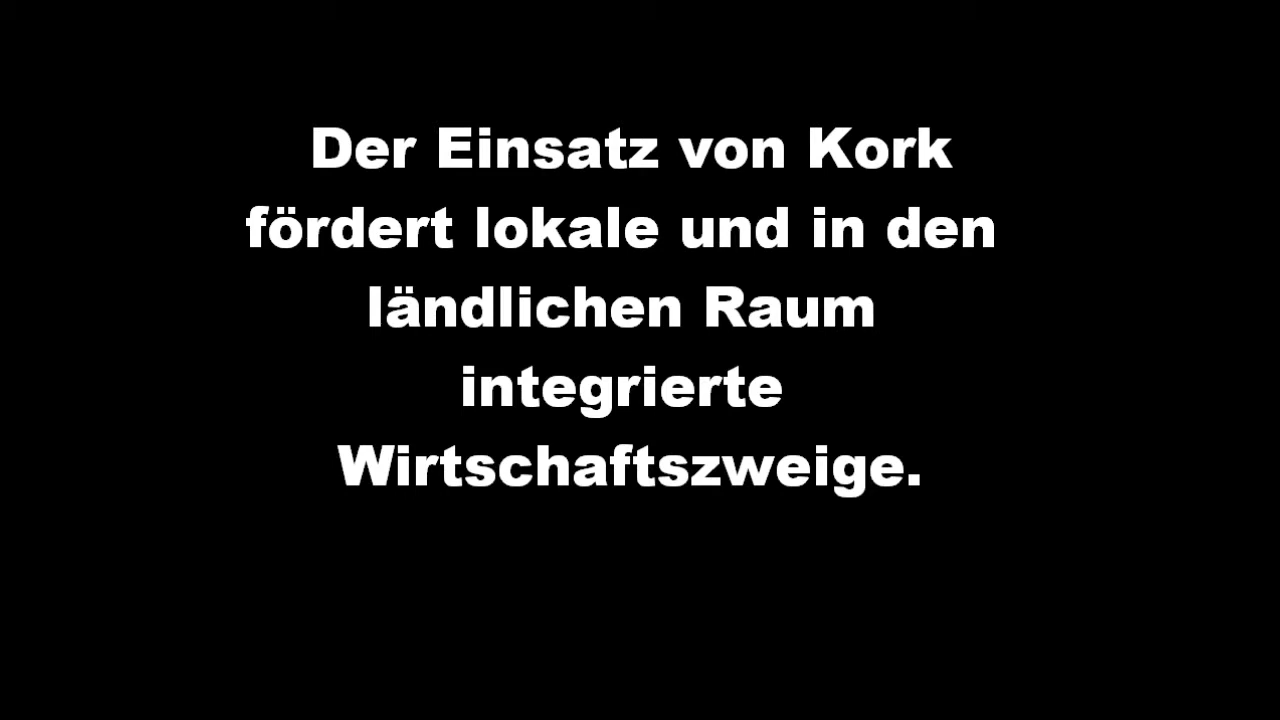 Der Einsatz von Kork
fördert lokale und in den
ländlichen Raum
integrierte
Wirtschaftszweige.